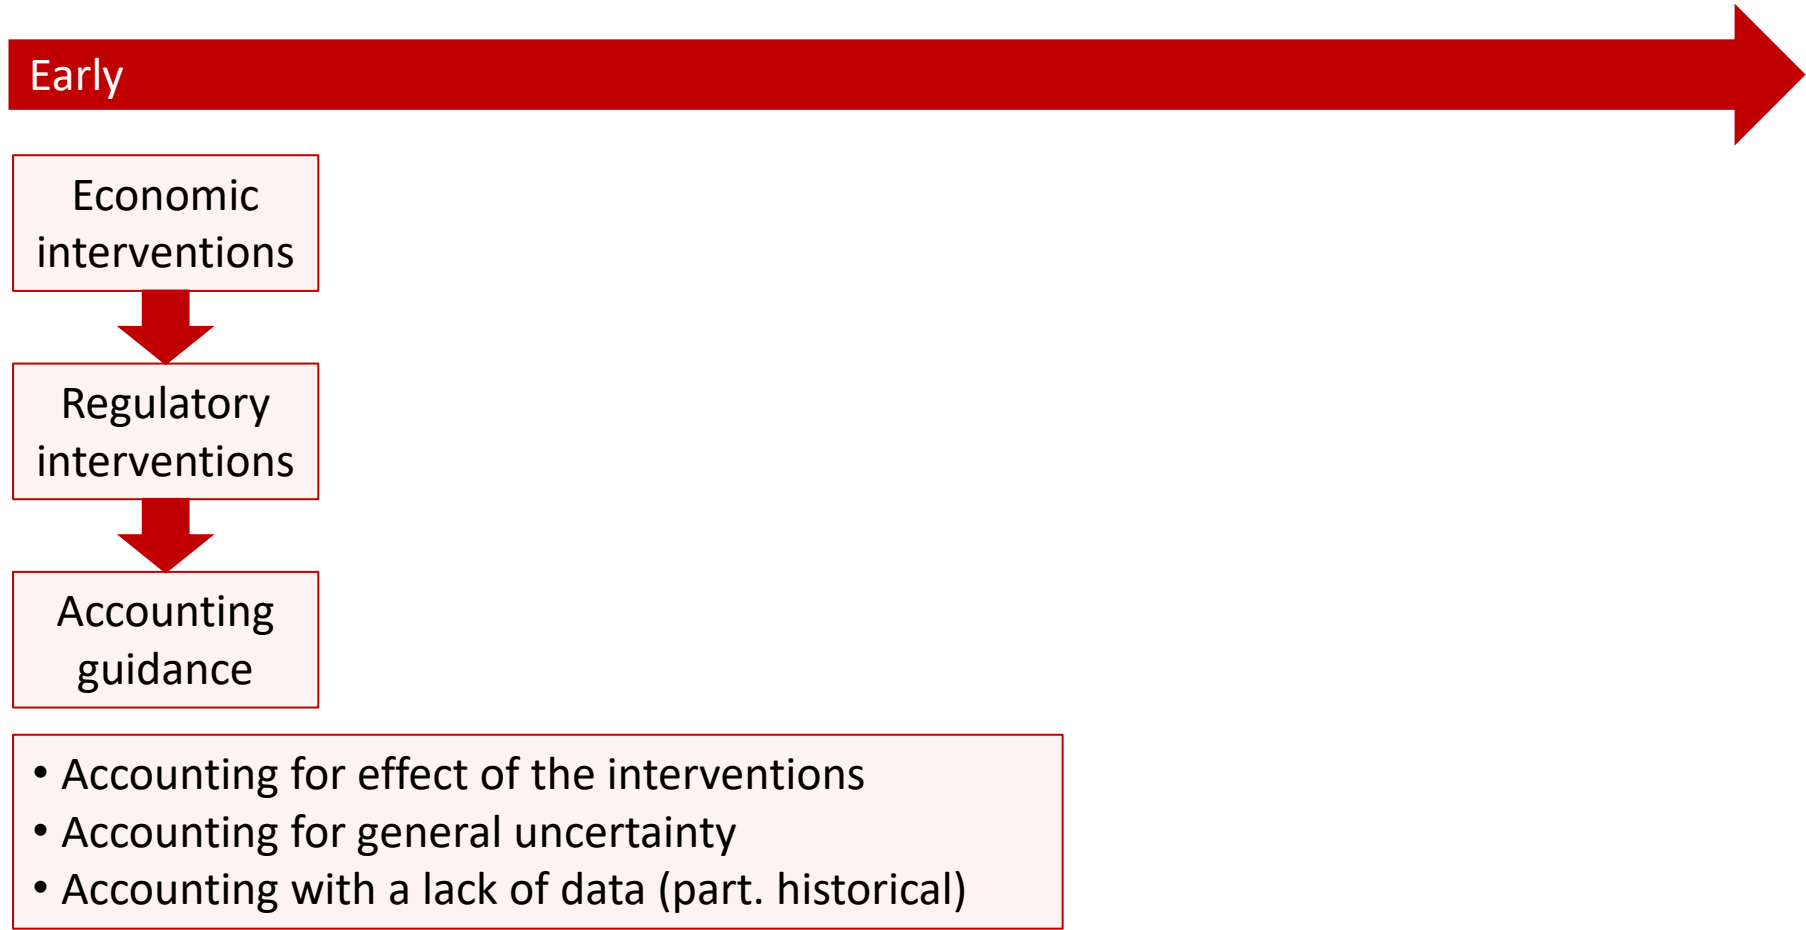 Early
Economic
interventions
Regulatory
interventions
Accounting
guidance
• Accounting for effect of the interventions
• Accounting for general uncertainty
• Accounting with a lack of data (part. historical)